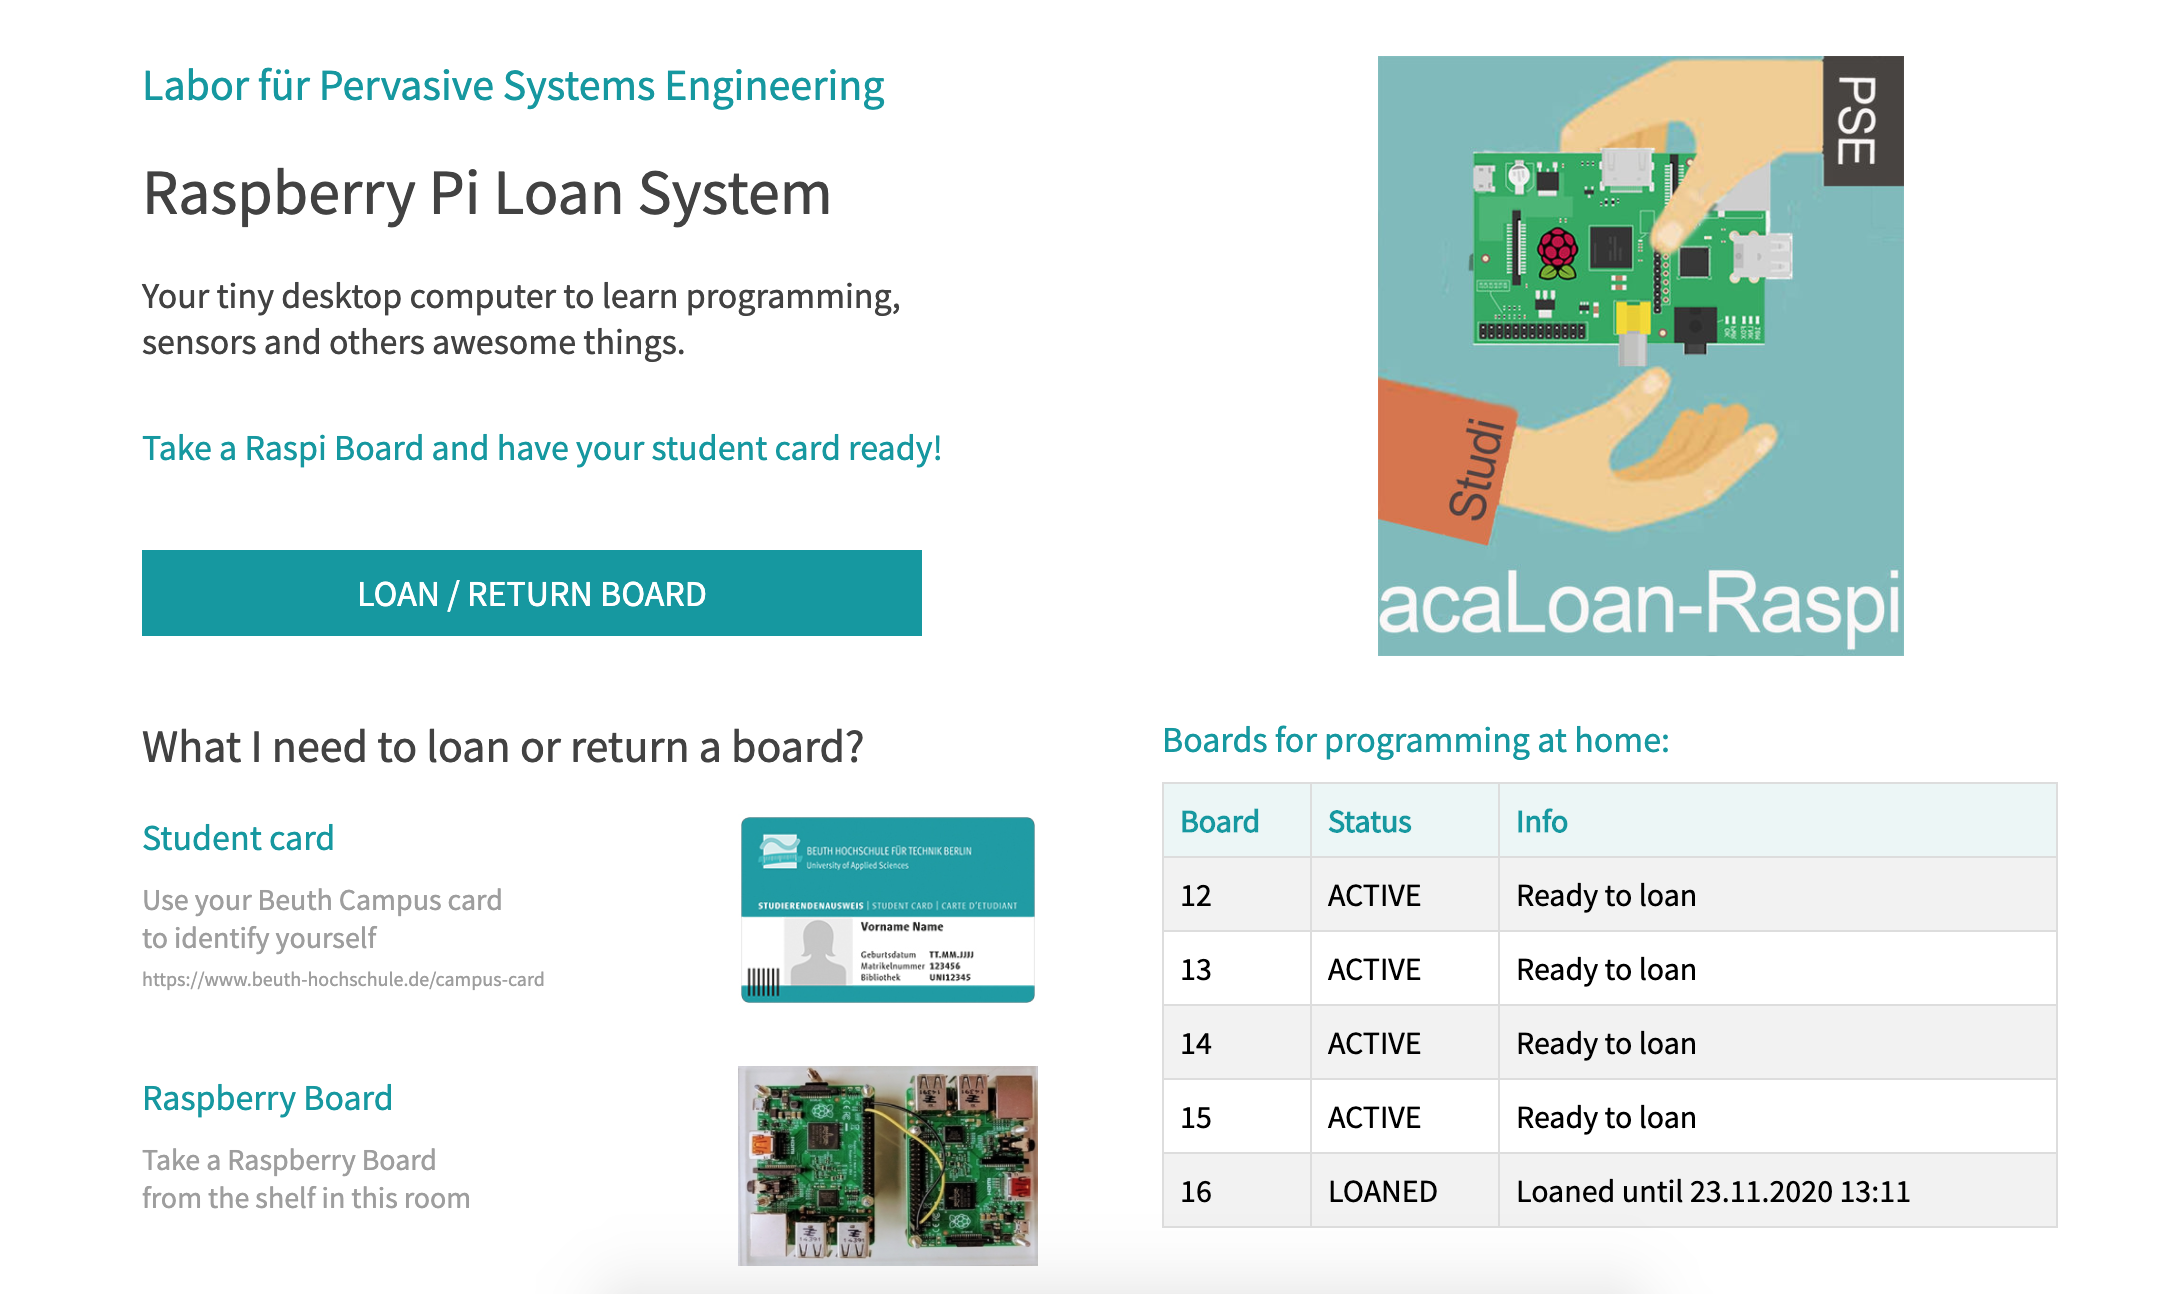 Labor für Pervasive Systems Engineering
Raspberry Pi Loan System
Your tiny desktop computer to learn programming,
sensors and others awesome things.
Take a Raspi Board and have your student card ready!
LOAN / RETURN BOARD
PSE
Studi
acaLoan-Raspi
What I need to loan or return a board?
Student card
Use your Beuth Campus card
to identify yourself
https://www.beuth-hochschule.de/campus-card
BEUTH HOCHSCHULE FÜR TECHNIK BERLIN
University of Applied Sciences
STUDIERENDENAUSWEIS | STUDENT CARD | CARTE D'ETUDIANT
Vorname Name
Geburtsdatum TT.MM.JJJJ
Matrikelnummer 123456
Bibliothek UNI12345
Raspberry Board
Take a Raspberry Board
from the shelf in this room
Boards for programming at home:
Board Status Info
12 ACTIVE Ready to loan
13 ACTIVE Ready to loan
14 ACTIVE Ready to loan
15 ACTIVE Ready to loan
16 LOANED Loaned until 23.11.2020 13:11